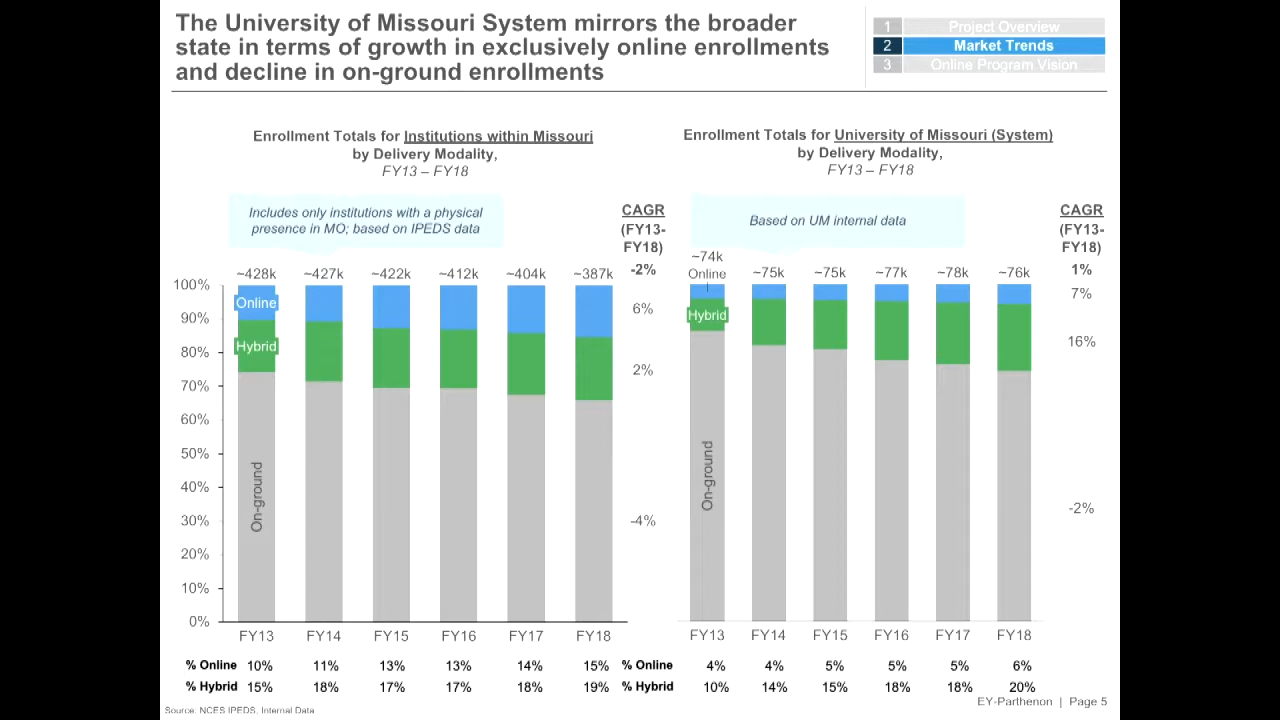 The University of Missouri System mirrors the broader
state in terms of growth in exclusively online enrollments
and decline in on-ground enrollments
1 Project Overview
2 Market Trends
3 Online Program Vision
Enrollment Totals for Institutions within Missouri
by Delivery Modality,
FY13 – FY18
Includes only institutions with a physical
presence in MO; based on IPEDS data
CAGR
(FY13-
FY18)
~428k ~427k ~422k ~412k ~404k ~387k -2%
100%
90%
80%
70%
60%
50%
40%
30%
20%
10%
0%
Online
Hybrid
On-ground
6%
2%
-4%
FY13 FY14 FY15 FY16 FY17 FY18
% Online 10% 11% 13% 13% 14% 15%
% Hybrid 15% 18% 17% 17% 18% 19%
Enrollment Totals for University of Missouri (System)
by Delivery Modality,
FY13 – FY18
Based on UM internal data
CAGR
(FY13-
FY18)
~74k ~75k ~75k ~77k ~78k ~76k 1%
Online
Hybrid
On-ground
7%
16%
-2%
FY13 FY14 FY15 FY16 FY17 FY18
% Online 4% 4% 5% 5% 5% 6%
% Hybrid 10% 14% 15% 18% 18% 20%
EY-Parthenon | Page 5
Source: NCES IPEDS, Internal Data